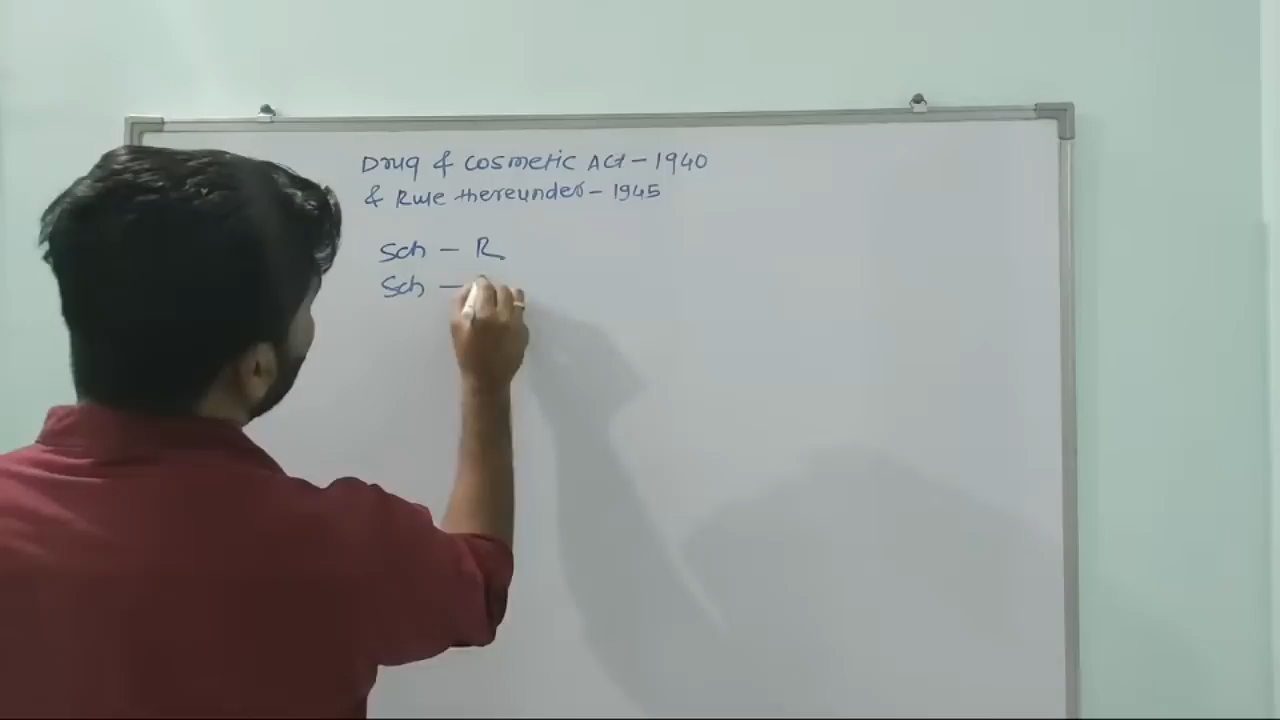 Drug & Cosmetic Act - 1940
& Rule thereunder - 1945
Sch - R
Sch -